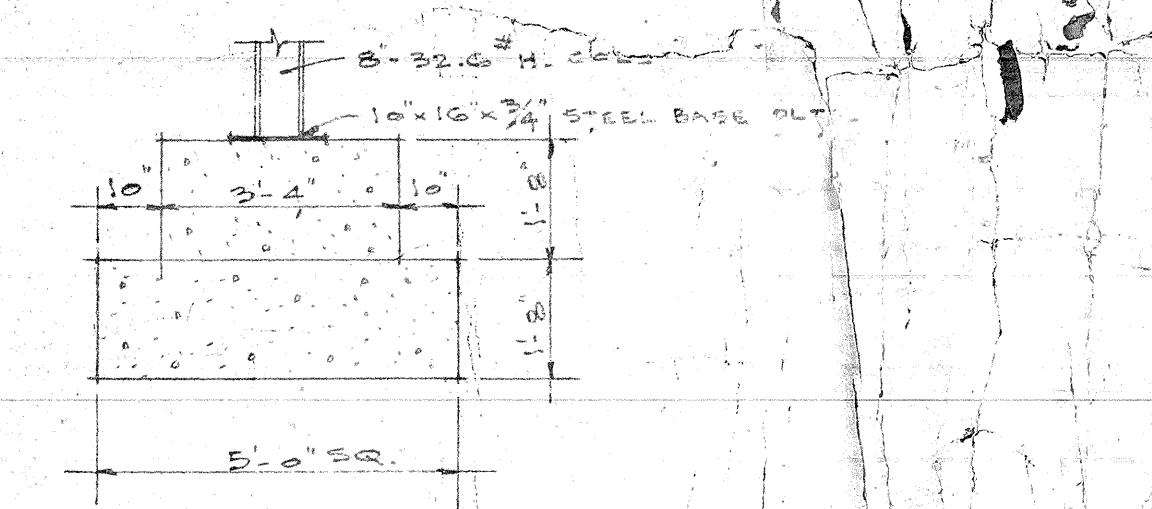 8"-32.6# H. COLS
10"x16"x3/4" STEEL BASE PLT.
10" 3'-4" 10"
1'-8"
1'-8"
5'-0" SQ.